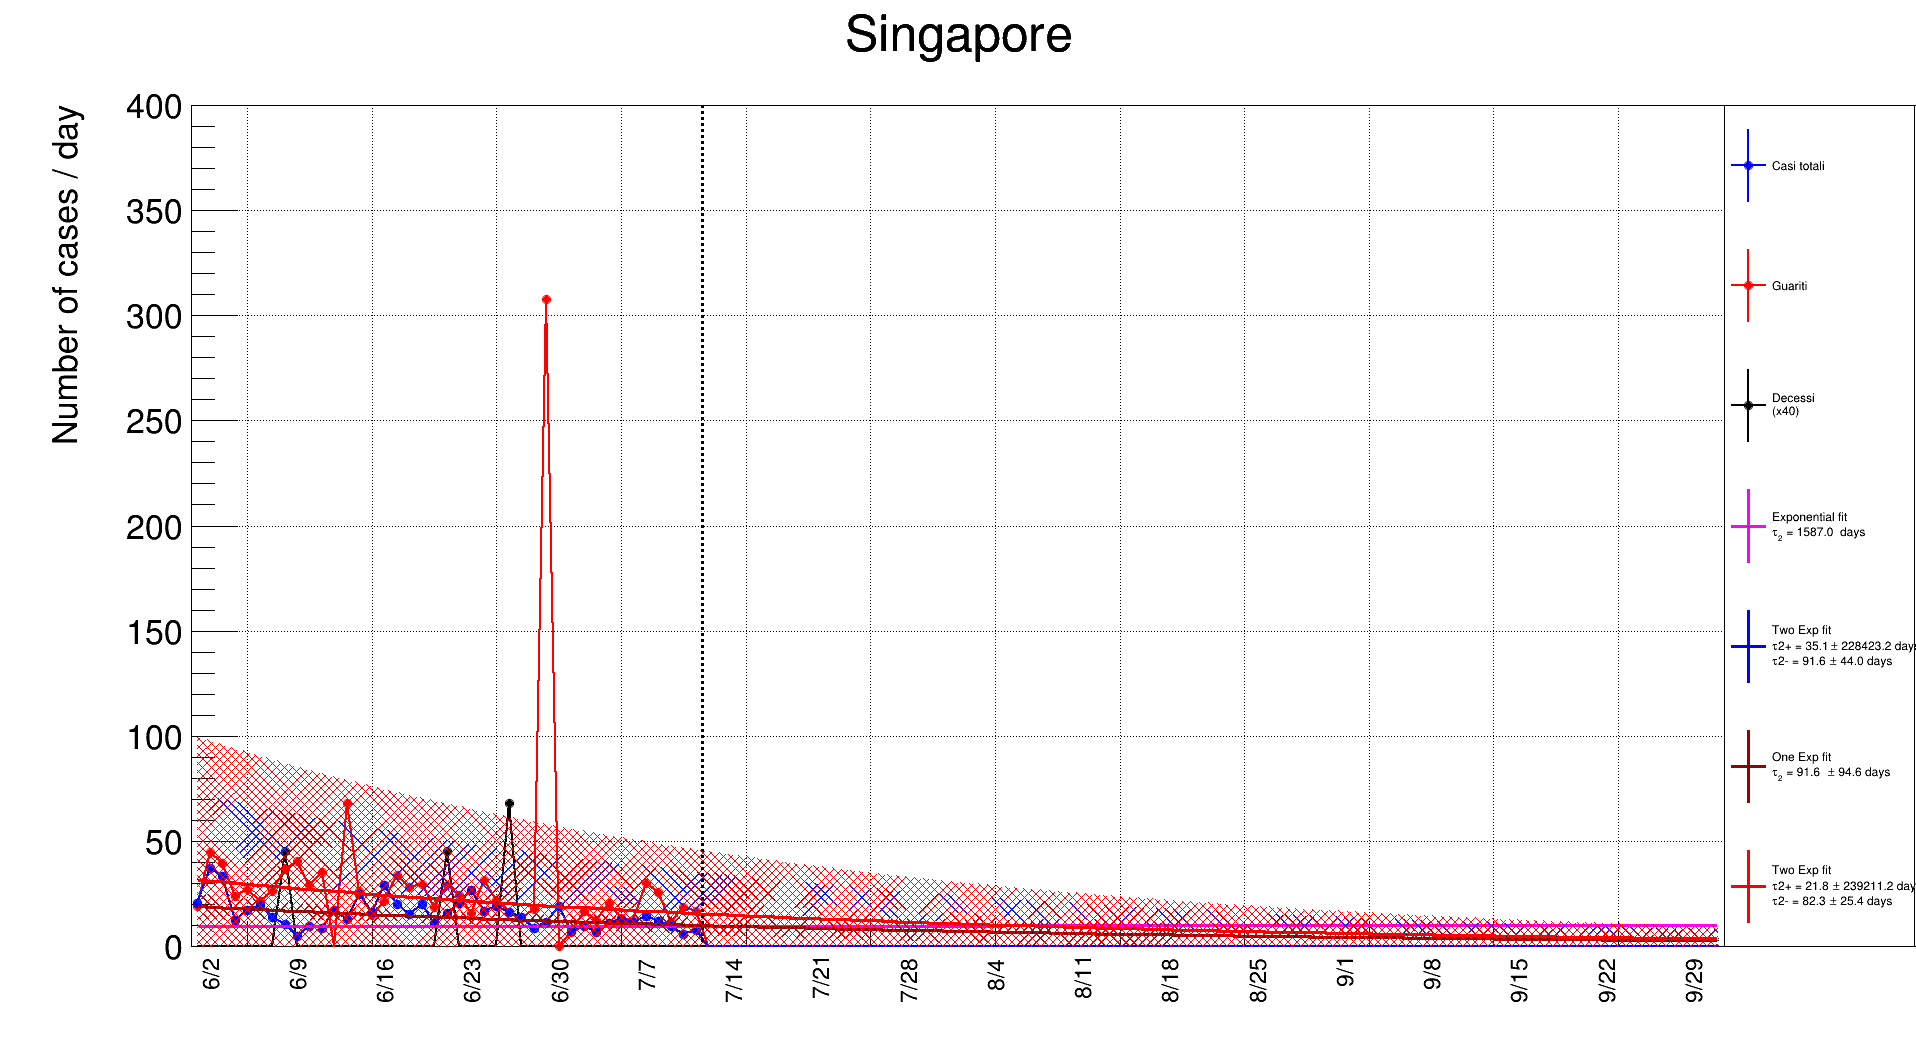 Singapore
Number of cases / day
400
350
300
250
200
150
100
50
0
6/2
6/9
6/16
6/23
6/30
7/7
7/14
7/21
7/28
8/4
8/11
8/18
8/25
9/1
9/8
9/15
9/22
9/29
Casi totali
Guariti
Decessi
(x40)
Exponential fit
τ2 = 1587.0 days
Two Exp fit
τ2+ = 35.1 ± 228423.2 days
τ2- = 91.6 ± 44.0 days
One Exp fit
τ2 = 91.6 ± 94.6 days
Two Exp fit
τ2+ = 21.8 ± 239211.2 days
τ2- = 82.3 ± 25.4 days